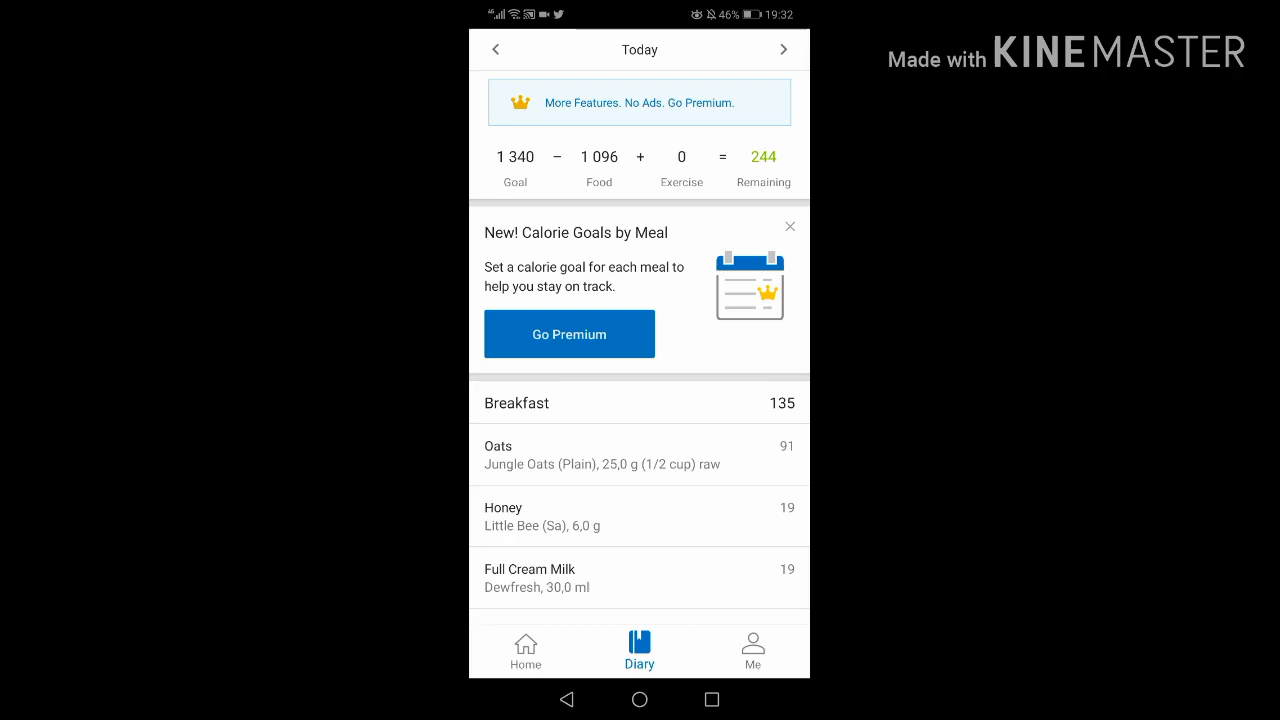 4G 46% 19:32
Made with KINEMASTER
Today
More Features. No Ads. Go Premium.
1 340 – 1 096 + 0 = 244
Goal Food Exercise Remaining
New! Calorie Goals by Meal
Set a calorie goal for each meal to
help you stay on track.
Go Premium
Breakfast 135
Oats 91
Jungle Oats (Plain), 25,0 g (1/2 cup) raw
Honey 19
Little Bee (Sa), 6,0 g
Full Cream Milk 19
Dewfresh, 30,0 ml
Home Diary Me